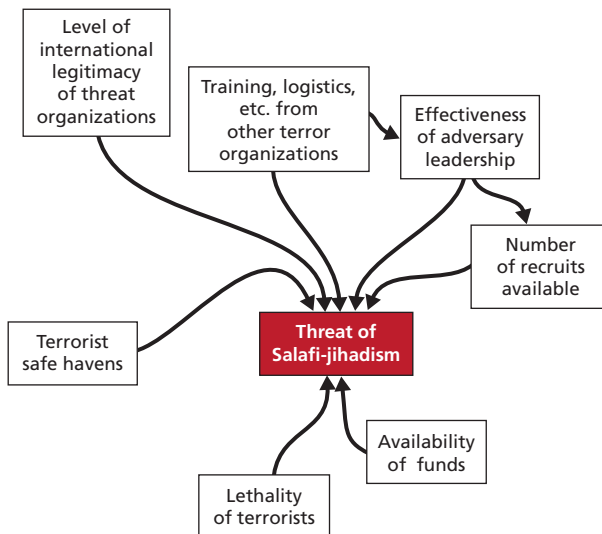 Level of
international
legitimacy
of threat
organizations
Training, logistics,
etc. from
other terror
organizations
Effectiveness
of adversary
leadership
Number
of recruits
available
Terrorist
safe havens
Threat of
Salafi-jihadism
Availability
of funds
Lethality
of terrorists